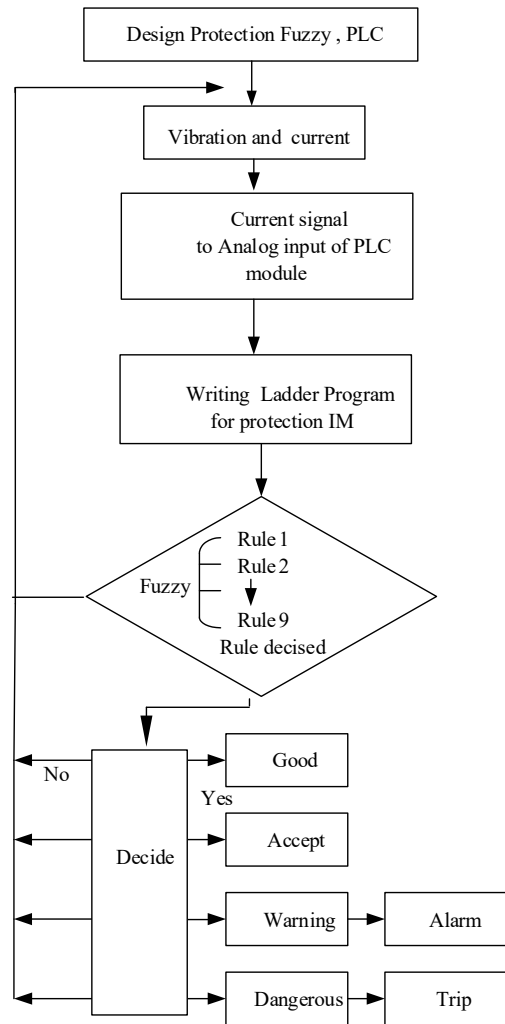 Design Protection Fuzzy , PLC
Vibration and current
Current signal
to Analog input of PLC
module
Writing Ladder Program
for protection IM
Rule 1
Rule 2
Fuzzy
Rule 9
Rule decised
Good
No
Yes
Decide
Accept
Warning
Alarm
Dangerous
Trip